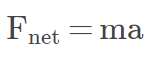 F_net = ma